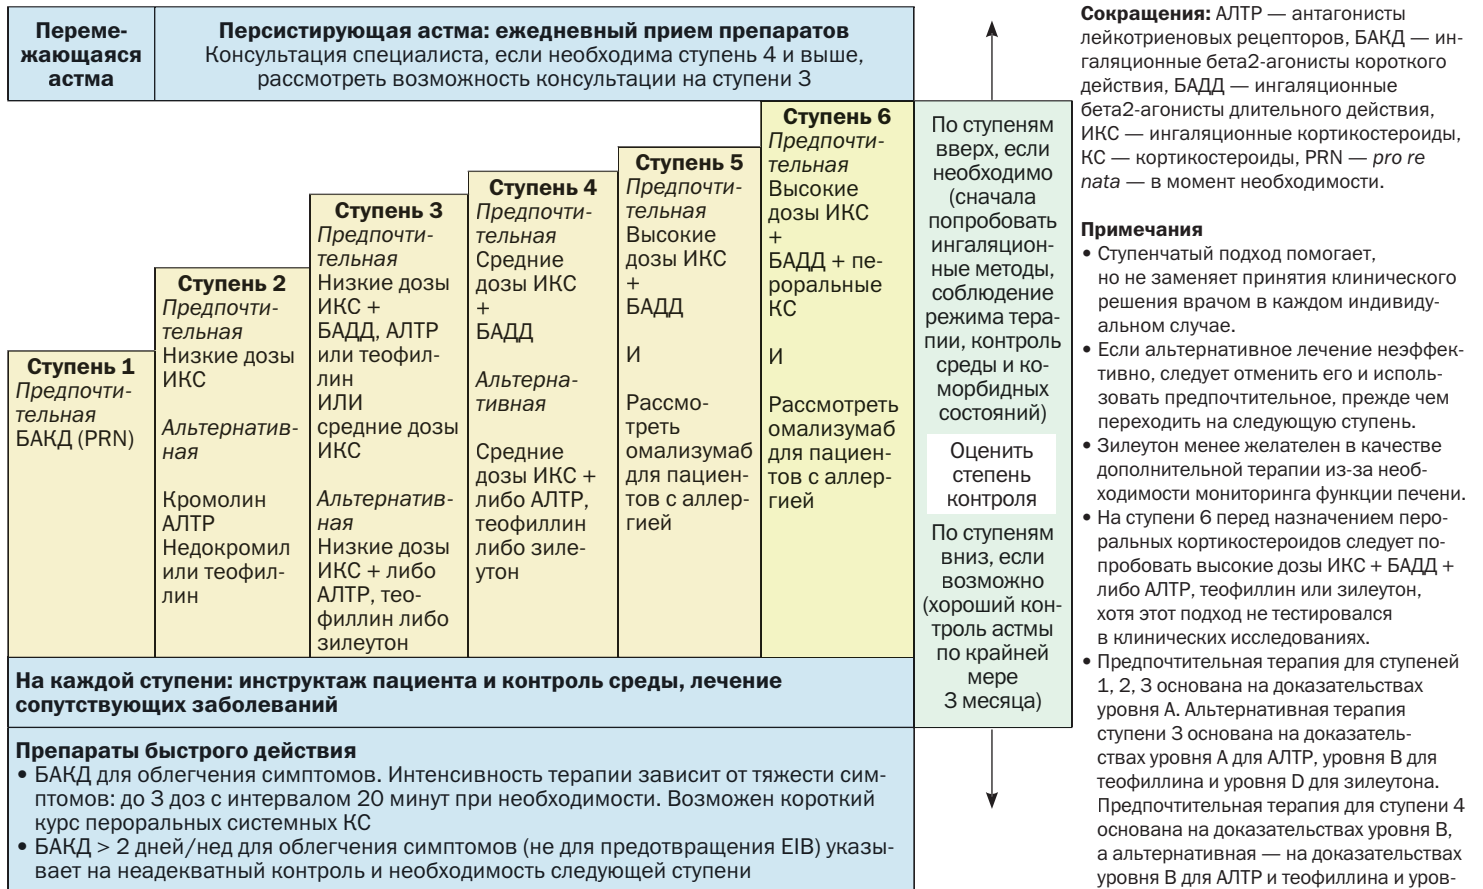 Переме-
жающаяся
астма
Персистирующая астма: ежедневный прием препаратов
Консультация специалиста, если необходима ступень 4 и выше,
рассмотреть возможность консультации на ступени 3
Ступень 1
Предпочти-
тельная
БАКД (PRN)
Ступень 2
Предпочти-
тельная
Низкие дозы
ИКС
Альтернатив-
ная
Кромолин
АЛТР
Недокромил
или теофил-
лин
Ступень 3
Предпочти-
тельная
Низкие дозы
ИКС +
БАДД, АЛТР
или теофил-
лин
ИЛИ
средние дозы
ИКС
Альтернатив-
ная
Низкие дозы
ИКС + либо
АЛТР, тео-
филлин либо
зилеутон
Ступень 4
Предпочти-
тельная
Средние
дозы ИКС
+
БАДД
Альтерна-
тивная
Средние
дозы ИКС +
либо АЛТР,
теофиллин
либо зиле-
утон
Ступень 5
Предпочти-
тельная
Высокие
дозы ИКС
+
БАДД
И
Рассмо-
треть
омализумаб
для пациен-
тов с аллер-
гией
Ступень 6
Предпочти-
тельная
Высокие
дозы ИКС
+
БАДД + пе-
роральные
КС
И
Рассмотреть
омализумаб
для пациен-
тов с аллер-
гией
На каждой ступени: инструктаж пациента и контроль среды, лечение
сопутствующих заболеваний
Препараты быстрого действия
• БАКД для облегчения симптомов. Интенсивность терапии зависит от тяжести сим-
птомов: до 3 доз с интервалом 20 минут при необходимости. Возможен короткий
курс пероральных системных КС
• БАКД > 2 дней/нед для облегчения симптомов (не для предотвращения EIB) указы-
вает на неадекватный контроль и необходимость следующей ступени
По ступеням
вверх, если
необходимо
(сначала
попробовать
ингаляцион-
ные методы,
соблюдение
режима тера-
пии, контроль
среды и ко-
морбидных
состояний)
Оценить
степень
контроля
По ступеням
вниз, если
возможно
(хороший кон-
троль астмы
по крайней
мере
3 месяца)
Сокращения: АЛТР — антагонисты
лейкотриеновых рецепторов, БАКД — ин-
галяционные бета2-агонисты короткого
действия, БАДД — ингаляционные
бета2-агонисты длительного действия,
ИКС — ингаляционные кортикостероиды,
КС — кортикостероиды, PRN — pro re
nata — в момент необходимости.
Примечания
• Ступенчатый подход помогает,
но не заменяет принятия клинического
решения врачом в каждом индивиду-
альном случае.
• Если альтернативное лечение неэффек-
тивно, следует отменить его и исполь-
зовать предпочтительное, прежде чем
переходить на следующую ступень.
• Зилеутон менее желателен в качестве
дополнительной терапии из-за необ-
ходимости мониторинга функции печени.
• На ступени 6 перед назначением перо-
ральных кортикостероидов следует по-
пробовать высокие дозы ИКС + БАДД +
либо АЛТР, теофиллин или зилеутон,
хотя этот подход не тестировался
в клинических исследованиях.
• Предпочтительная терапия для ступеней
1, 2, 3 основана на доказательствах
уровня А. Альтернативная терапия
ступени 3 основана на доказатель-
ствах уровня А для АЛТР, уровня В для
теофиллина и уровня D для зилеутона.
Предпочтительная терапия для ступени 4
основана на доказательствах уровня В,
а альтернативная — на доказательствах
уровня В для АЛТР и теофиллина и уров-